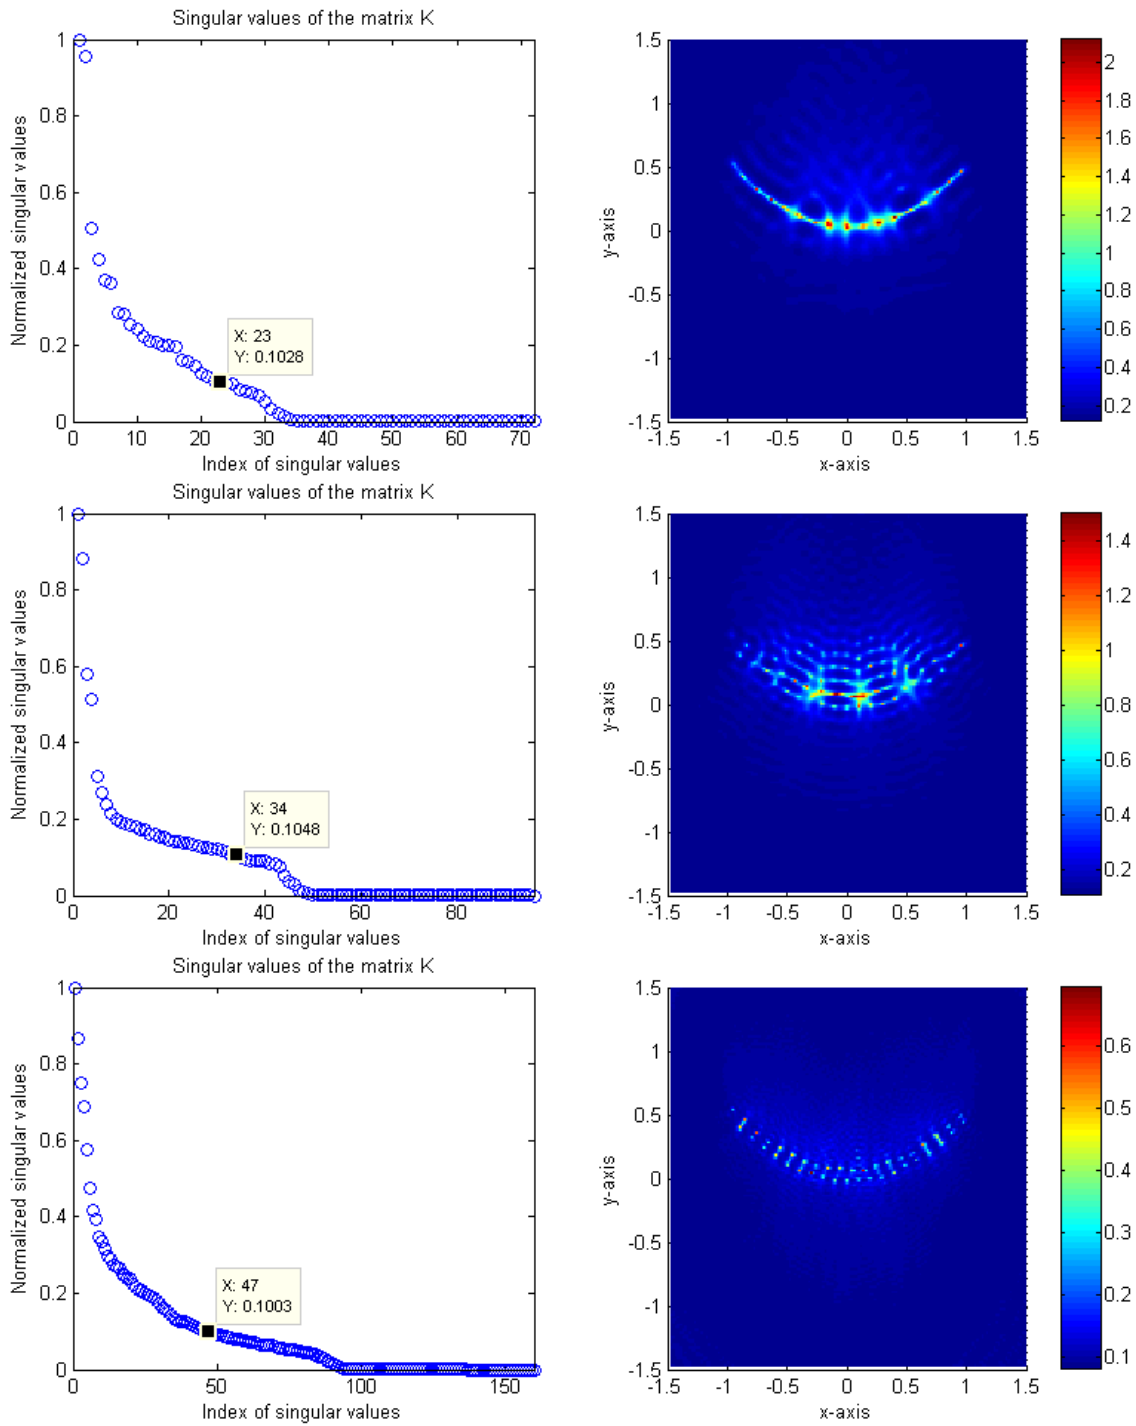 Singular values of the matrix K
Normalized singular values
1
0.8
0.6
0.4
0.2
0
X: 23
Y: 0.1028
0 10 20 30 40 50 60 70
Index of singular values
y-axis
1.5
1
0.5
0
-0.5
-1
-1.5
-1.5 -1 -0.5 0 0.5 1 1.5
x-axis
2
1.8
1.6
1.4
1.2
1
0.8
0.6
0.4
0.2
Singular values of the matrix K
Normalized singular values
1
0.8
0.6
0.4
0.2
0
X: 34
Y: 0.1048
0 20 40 60 80
Index of singular values
y-axis
1.5
1
0.5
0
-0.5
-1
-1.5
-1.5 -1 -0.5 0 0.5 1 1.5
x-axis
1.4
1.2
1
0.8
0.6
0.4
0.2
Singular values of the matrix K
Normalized singular values
1
0.8
0.6
0.4
0.2
0
X: 47
Y: 0.1003
0 50 100 150
Index of singular values
y-axis
1.5
1
0.5
0
-0.5
-1
-1.5
-1.5 -1 -0.5 0 0.5 1 1.5
x-axis
0.6
0.5
0.4
0.3
0.2
0.1